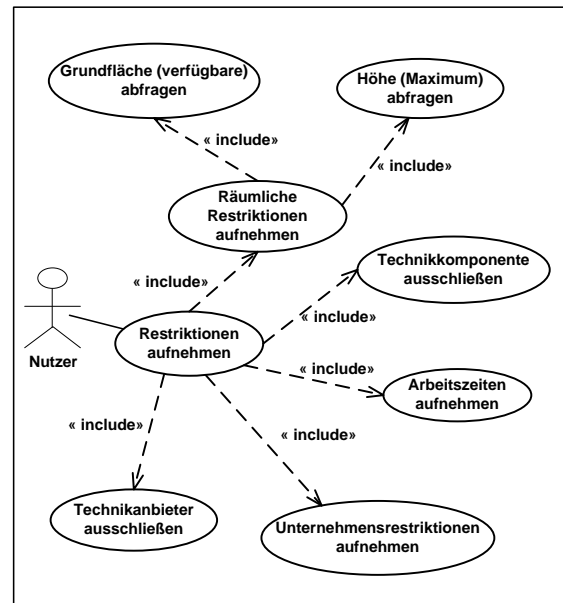 Grundfläche (verfügbare)
abfragen
Höhe (Maximum)
abfragen
« include»
« include»
Räumliche
Restriktionen
aufnehmen
Technikkomponente
ausschließen
« include»
« include»
Nutzer
Restriktionen
aufnehmen
« include»
Arbeitszeiten
aufnehmen
« include»
« include»
Technikanbieter
ausschließen
Unternehmensrestriktionen
aufnehmen